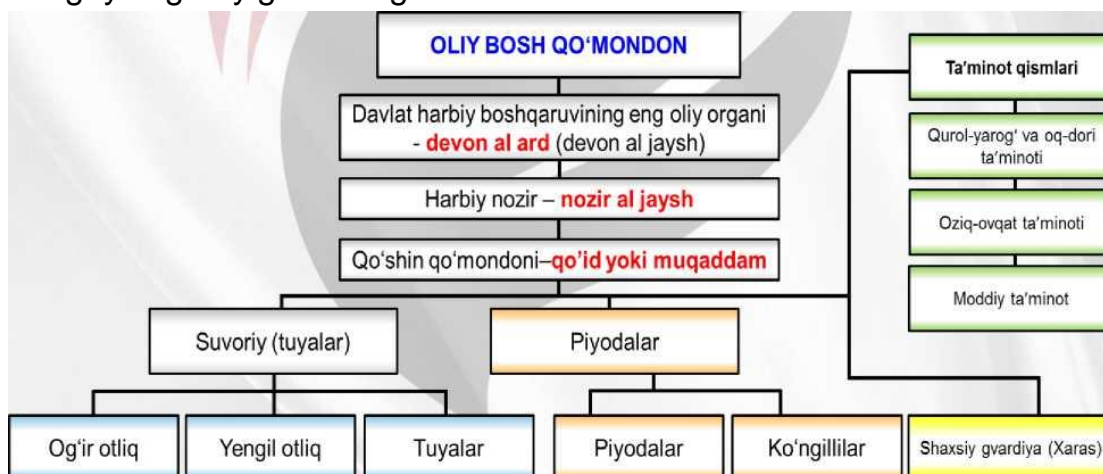 OLIY BOSH QO‘MONDON
Davlat harbiy boshqaruvining eng oliy organi
- devon al ard (devon al jaysh)
Harbiy nozir – nozir al jaysh
Qo‘shin qo‘mondoni–qo’id yoki muqaddam
Suvoriy (tuyalar)
Piyodalar
Og‘ir otliq
Yengil otliq
Tuyalar
Piyodalar
Ko‘ngillilar
Ta’minot qismlari
Qurol-yarog‘ va oq-dori
ta’minoti
Oziq-ovqat ta’minoti
Moddiy ta’minot
Shaxsiy gvardiya (Xaras)